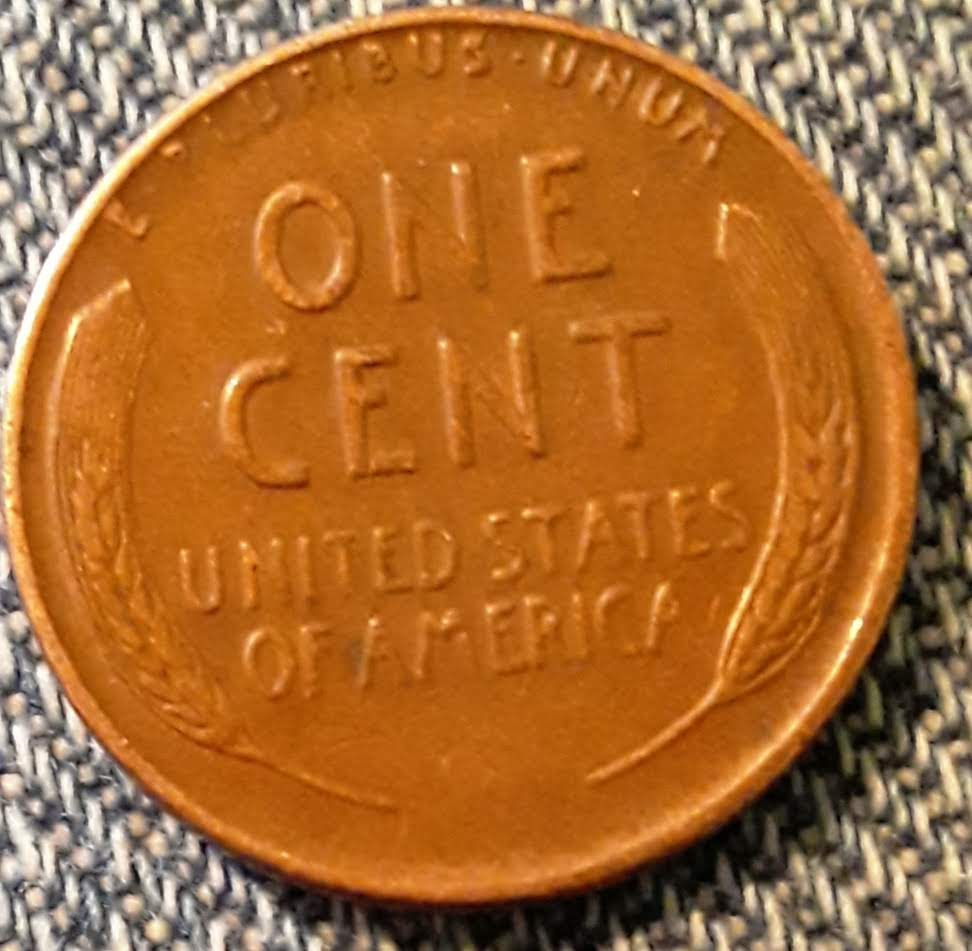 E PLURIBUS · UNUM
ONE
CENT
UNITED STATES
OF AMERICA